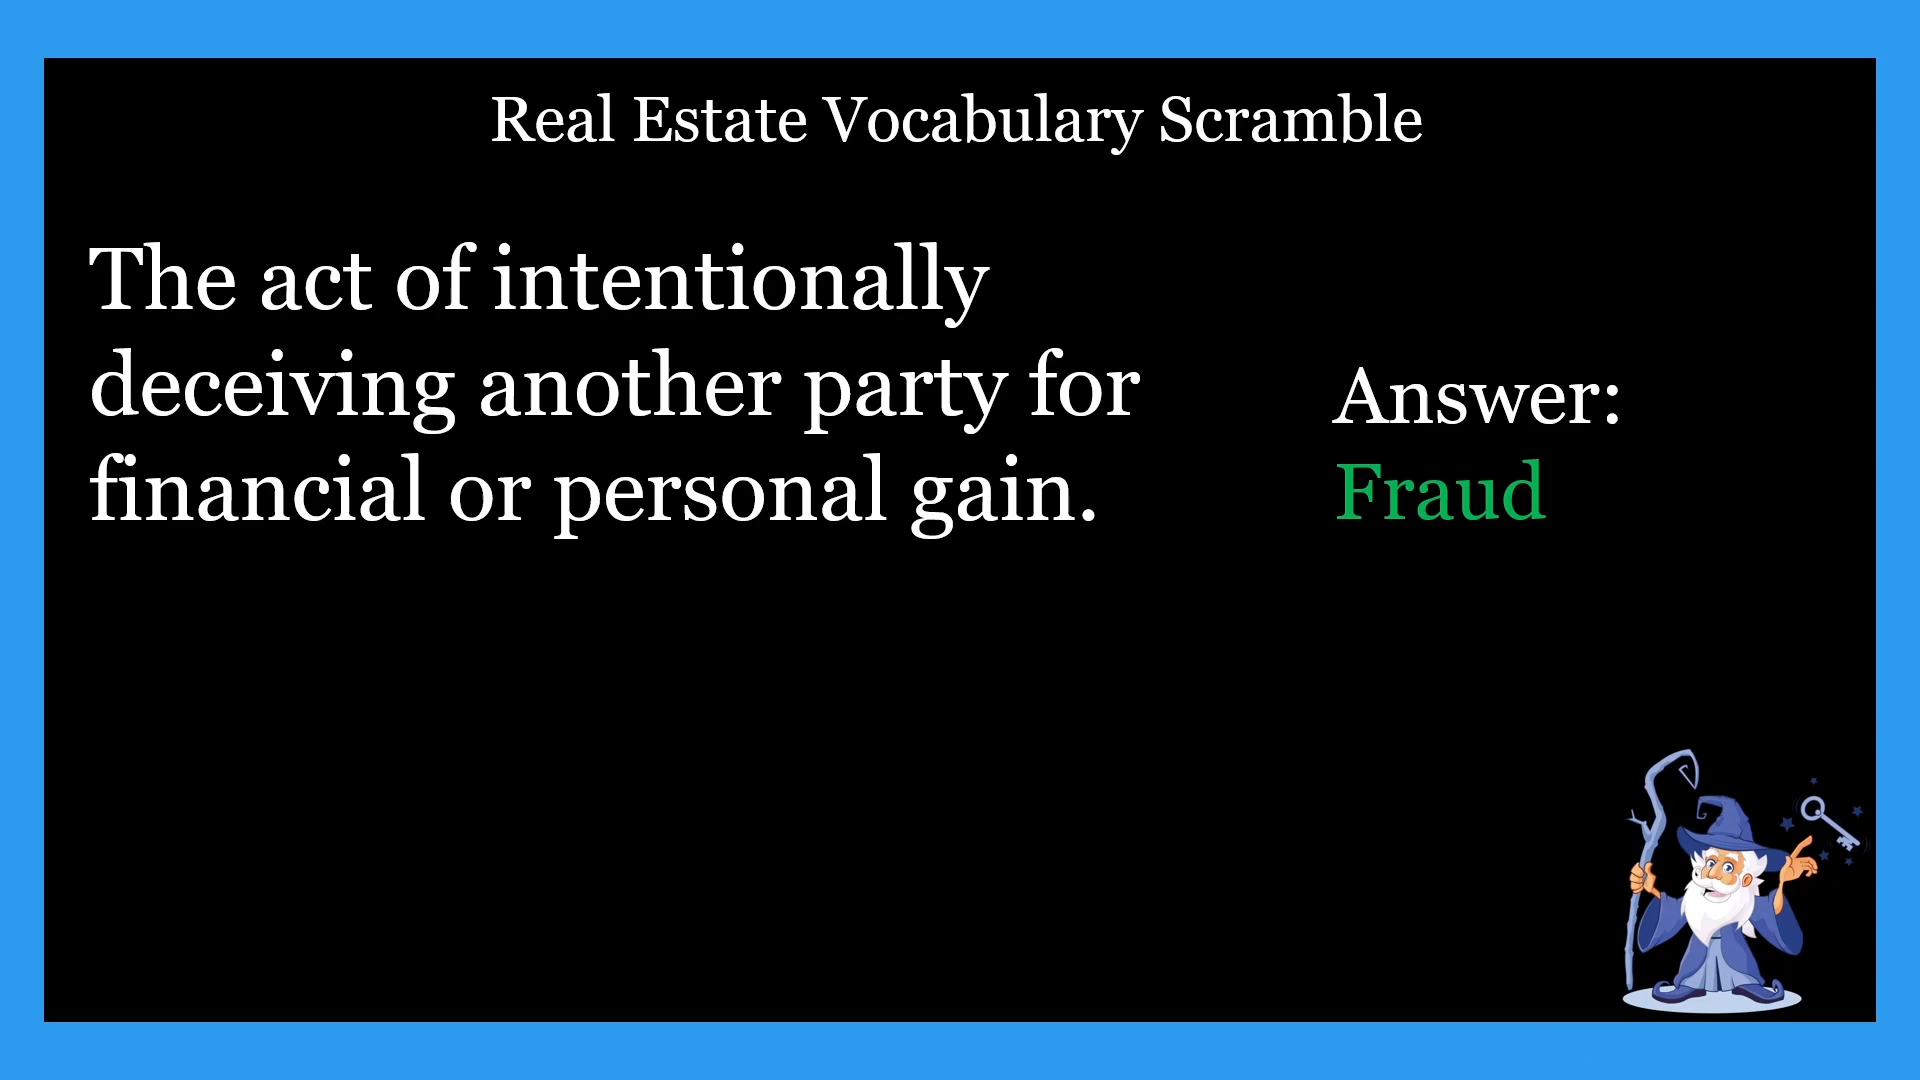 Real Estate Vocabulary Scramble
The act of intentionally
deceiving another party for
financial or personal gain.
Answer:
Fraud